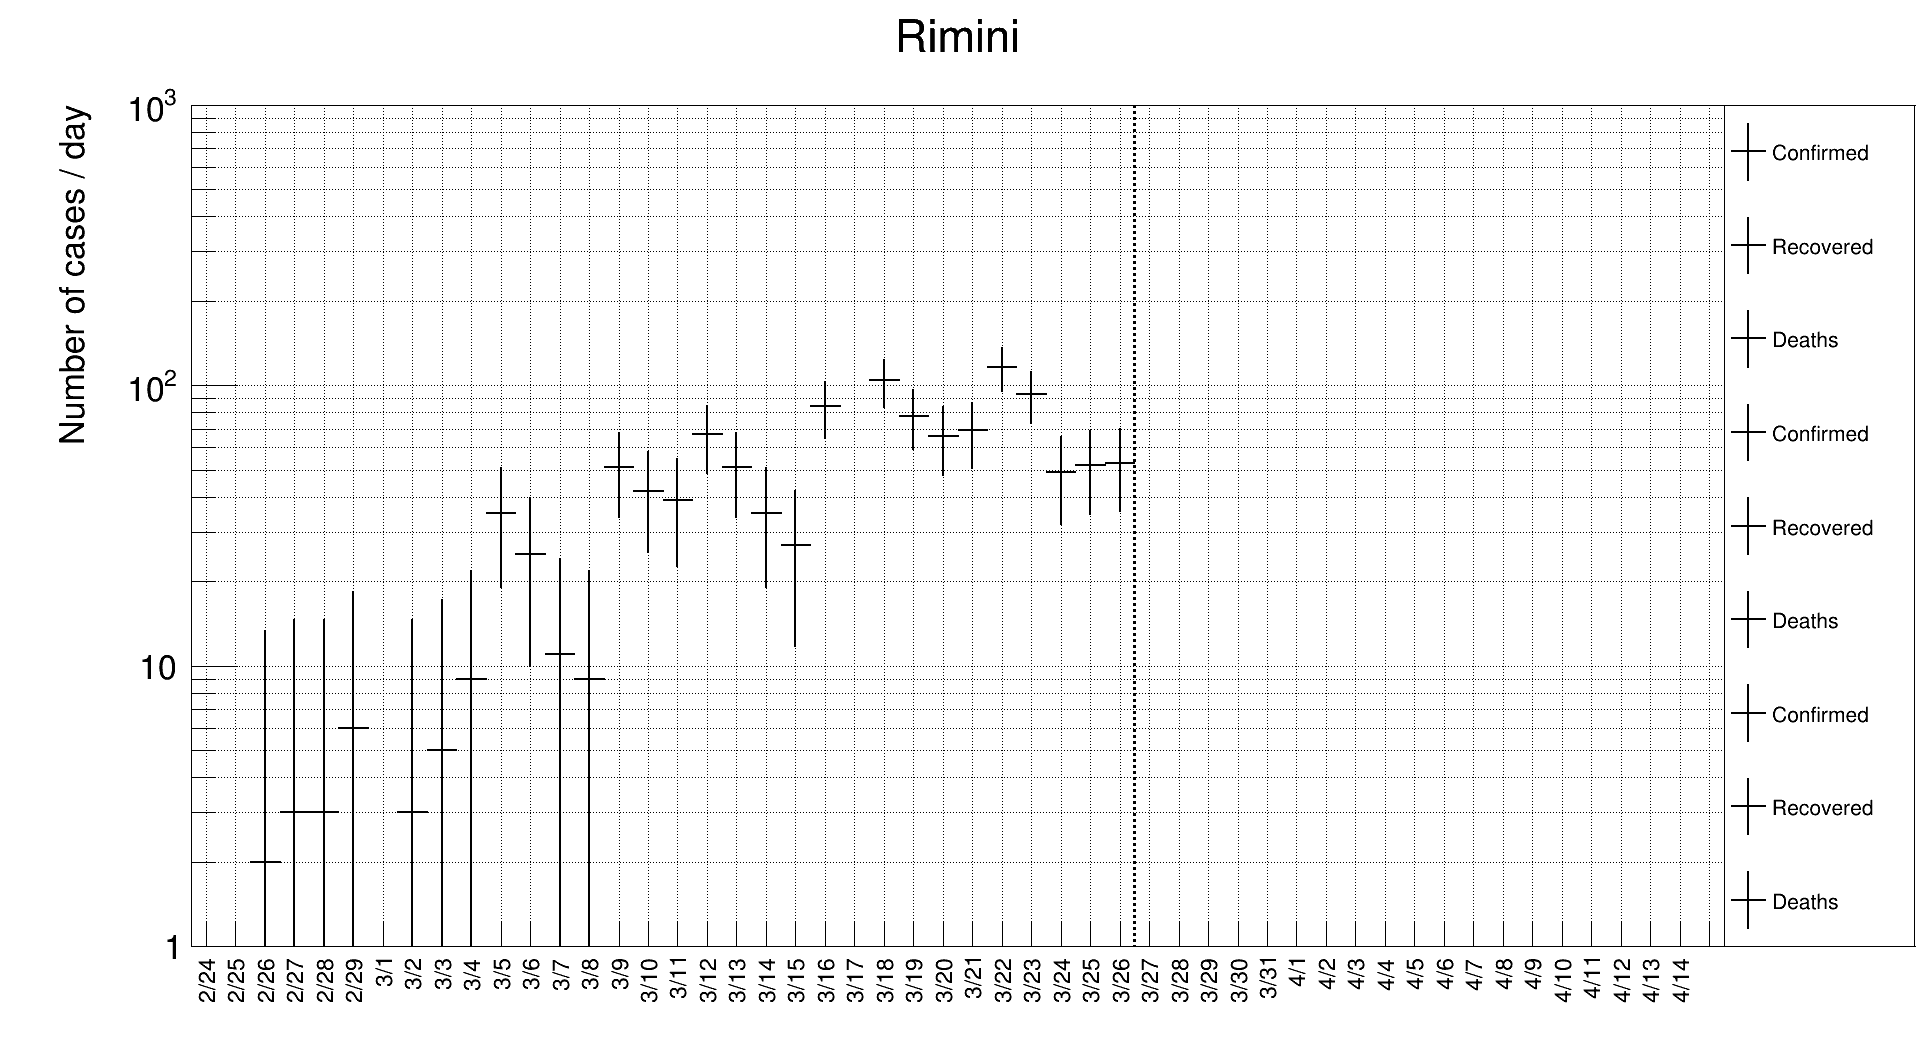 Rimini
Number of cases / day
10³
10²
10
1
2/24 2/25 2/26 2/27 2/28 2/29 3/1 3/2 3/3 3/4 3/5 3/6 3/7 3/8 3/9 3/10 3/11 3/12 3/13 3/14 3/15 3/16 3/17 3/18 3/19 3/20 3/21 3/22 3/23 3/24 3/25 3/26 3/27 3/28 3/29 3/30 3/31 4/1 4/2 4/3 4/4 4/5 4/6 4/7 4/8 4/9 4/10 4/11 4/12 4/13 4/14
Confirmed
Recovered
Deaths
Confirmed
Recovered
Deaths
Confirmed
Recovered
Deaths